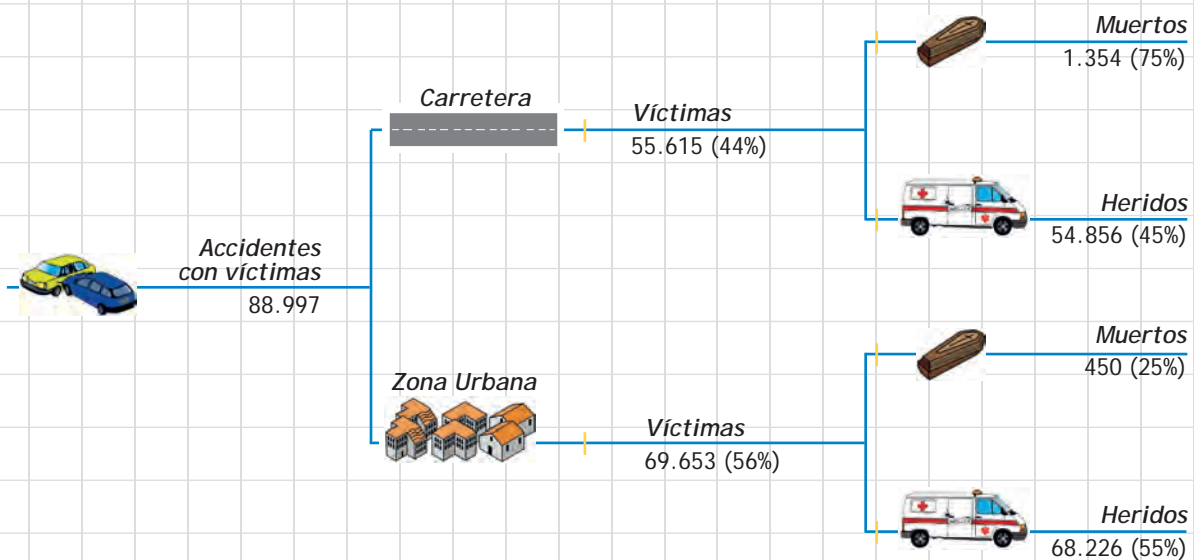 Accidentes
con víctimas
88.997
Carretera
Víctimas
55.615 (44%)
Muertos
1.354 (75%)
Heridos
54.856 (45%)
Zona Urbana
Víctimas
69.653 (56%)
Muertos
450 (25%)
Heridos
68.226 (55%)